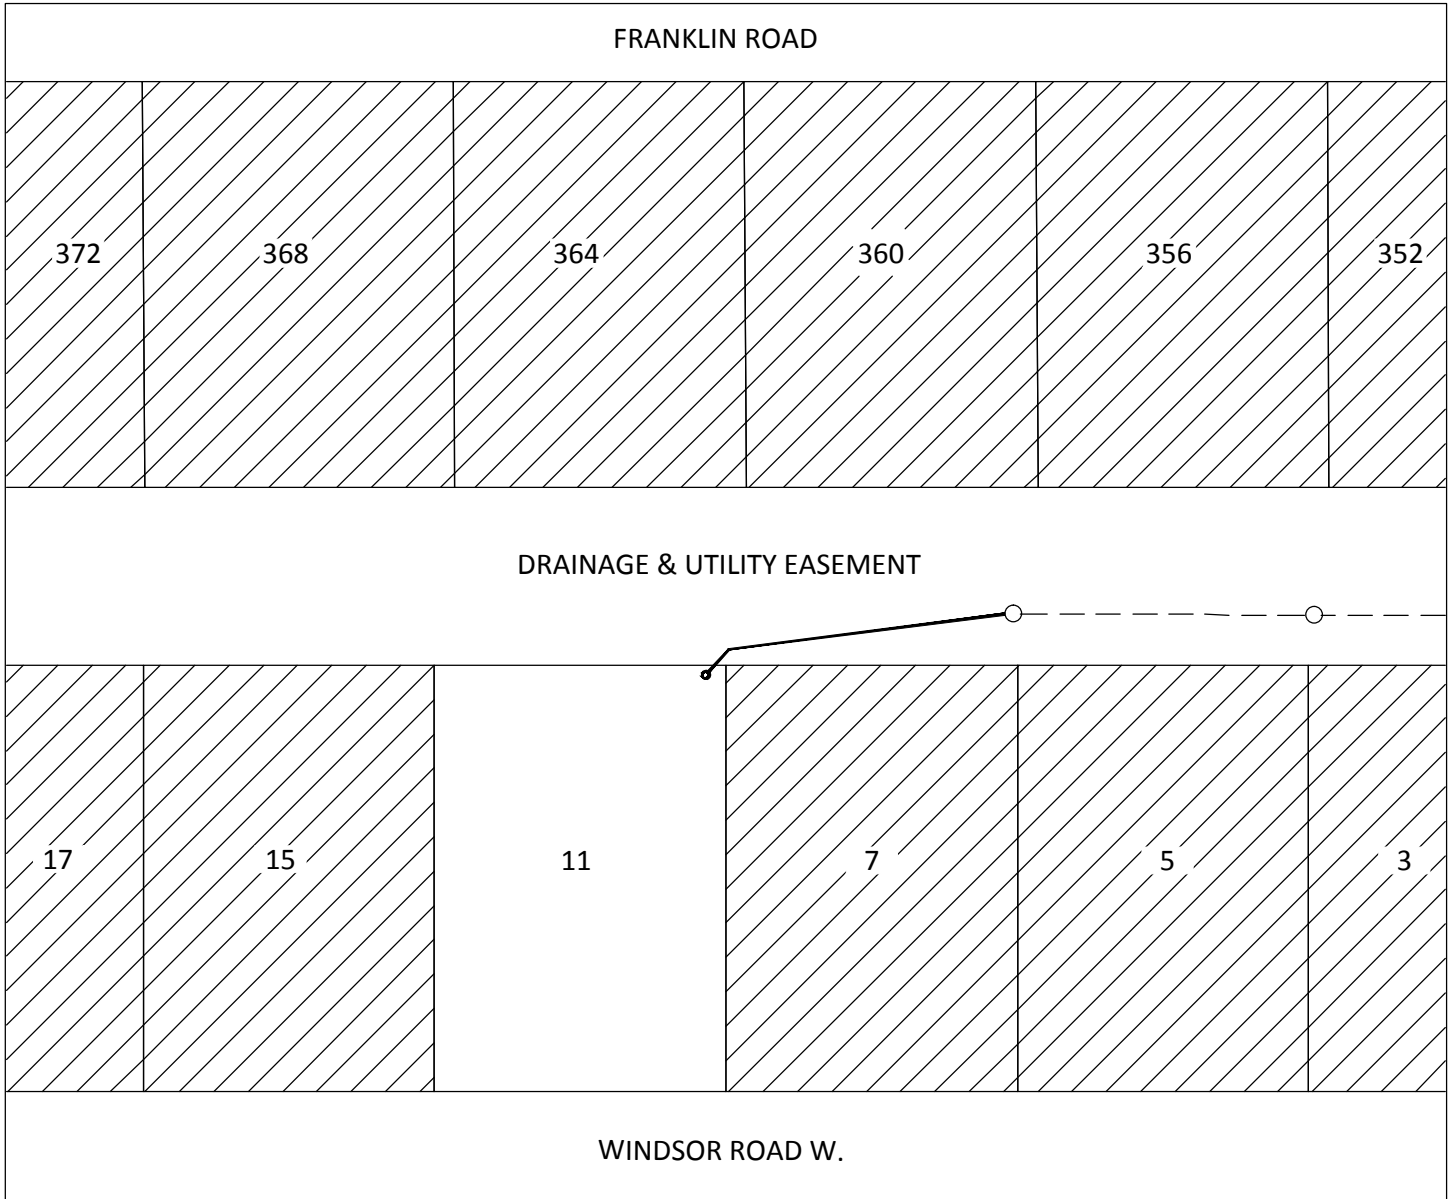 FRANKLIN ROAD
372 368 364 360 356 352
DRAINAGE & UTILITY EASEMENT
17 15 11 7 5 3
WINDSOR ROAD W.